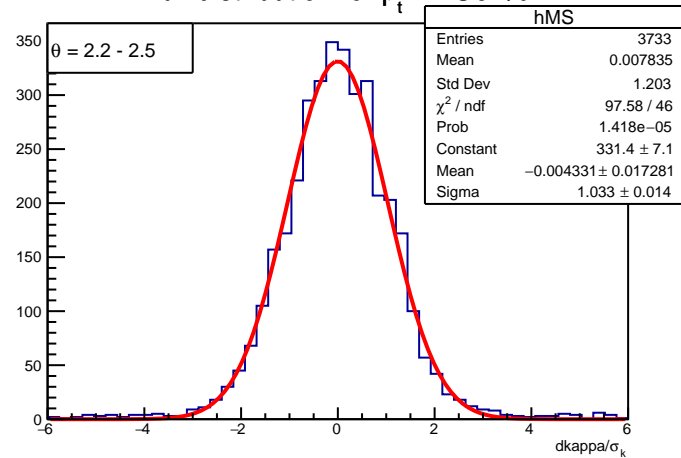 hMS
Entries 3733
Mean 0.007835
Std Dev 1.203
χ² / ndf 97.58 / 46
Prob 1.418e−05
Constant 331.4 ± 7.1
Mean −0.004331 ± 0.017281
Sigma 1.033 ± 0.014
θ = 2.2 - 2.5
350
300
250
200
150
100
50
0
−6 −4 −2 0 2 4 6
dkappa/σ_k